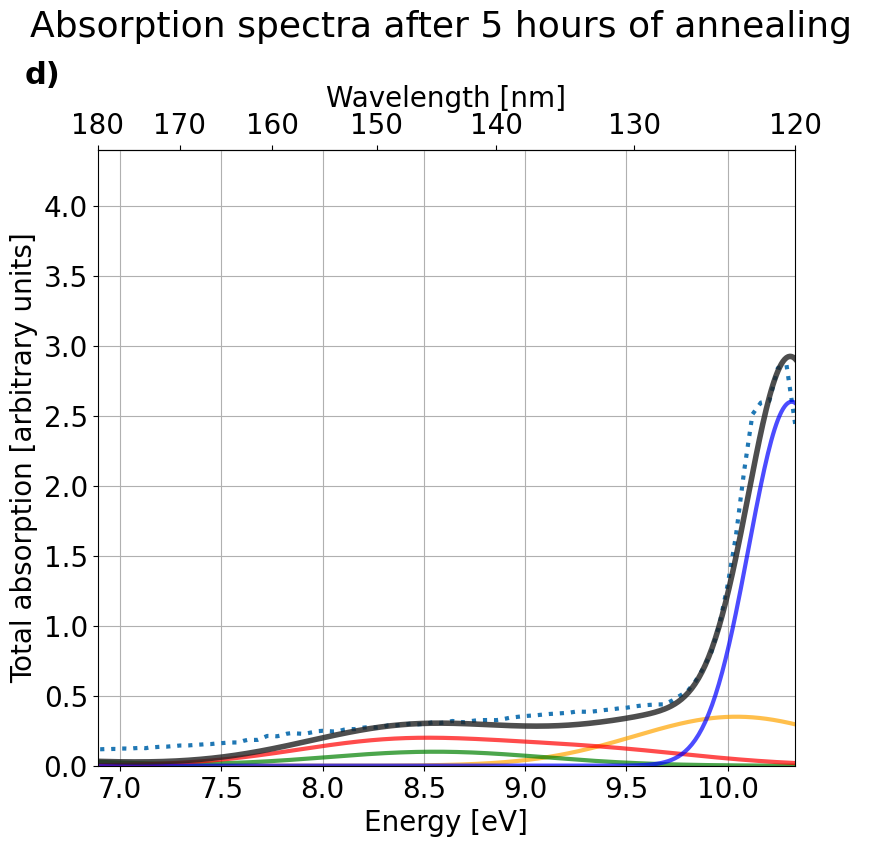 Absorption spectra after 5 hours of annealing
d)
Wavelength [nm]
180 170 160 150 140 130 120
Total absorption [arbitrary units]
4.0
3.5
3.0
2.5
2.0
1.5
1.0
0.5
0.0
7.0 7.5 8.0 8.5 9.0 9.5 10.0
Energy [eV]